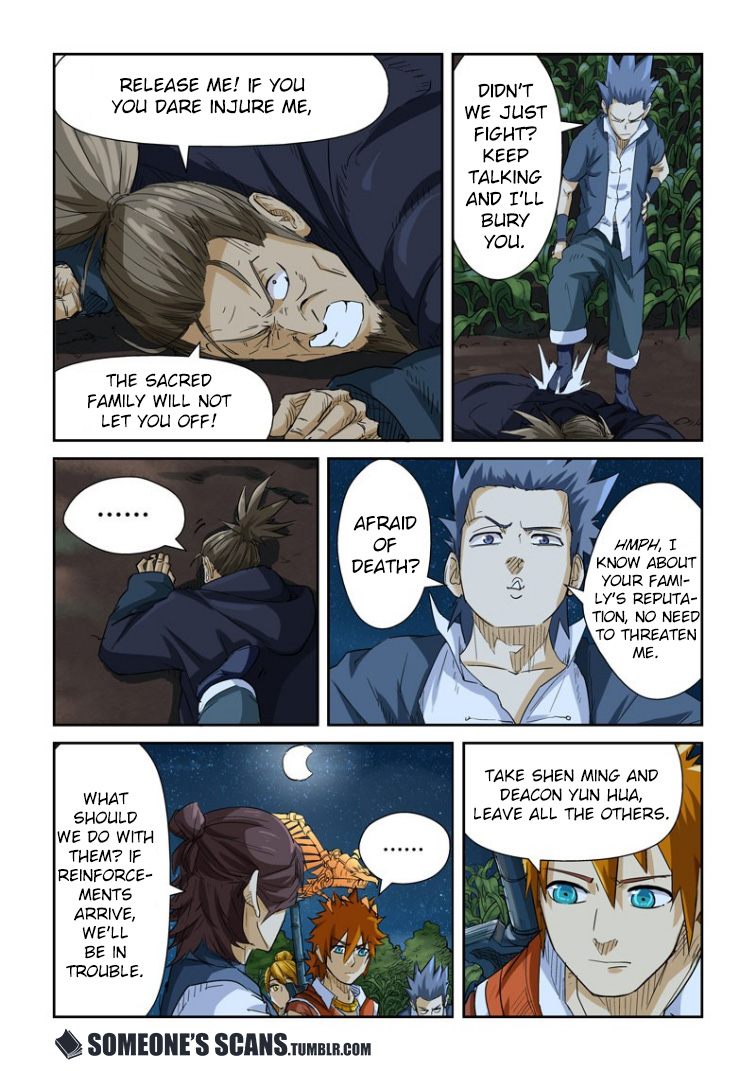 RELEASE ME! IF YOU
YOU DARE INJURE ME,
THE SACRED
FAMILY WILL NOT
LET YOU OFF!
DIDN'T
WE JUST
FIGHT?
KEEP
TALKING
AND I'LL
BURY
YOU.
......
AFRAID
OF
DEATH?
HMPH, I
KNOW ABOUT
YOUR FAMI-
LY'S REPUTA-
TION, NO NEED
TO THREATEN
ME.
WHAT
SHOULD
WE DO WITH
THEM? IF
REINFORCE-
MENTS
ARRIVE,
WE'LL
BE IN
TROUBLE.
......
TAKE SHEN MING AND
DEACON YUN HUA,
LEAVE ALL THE OTHERS.
SOMEONE'S SCANS.TUMBLR.COM